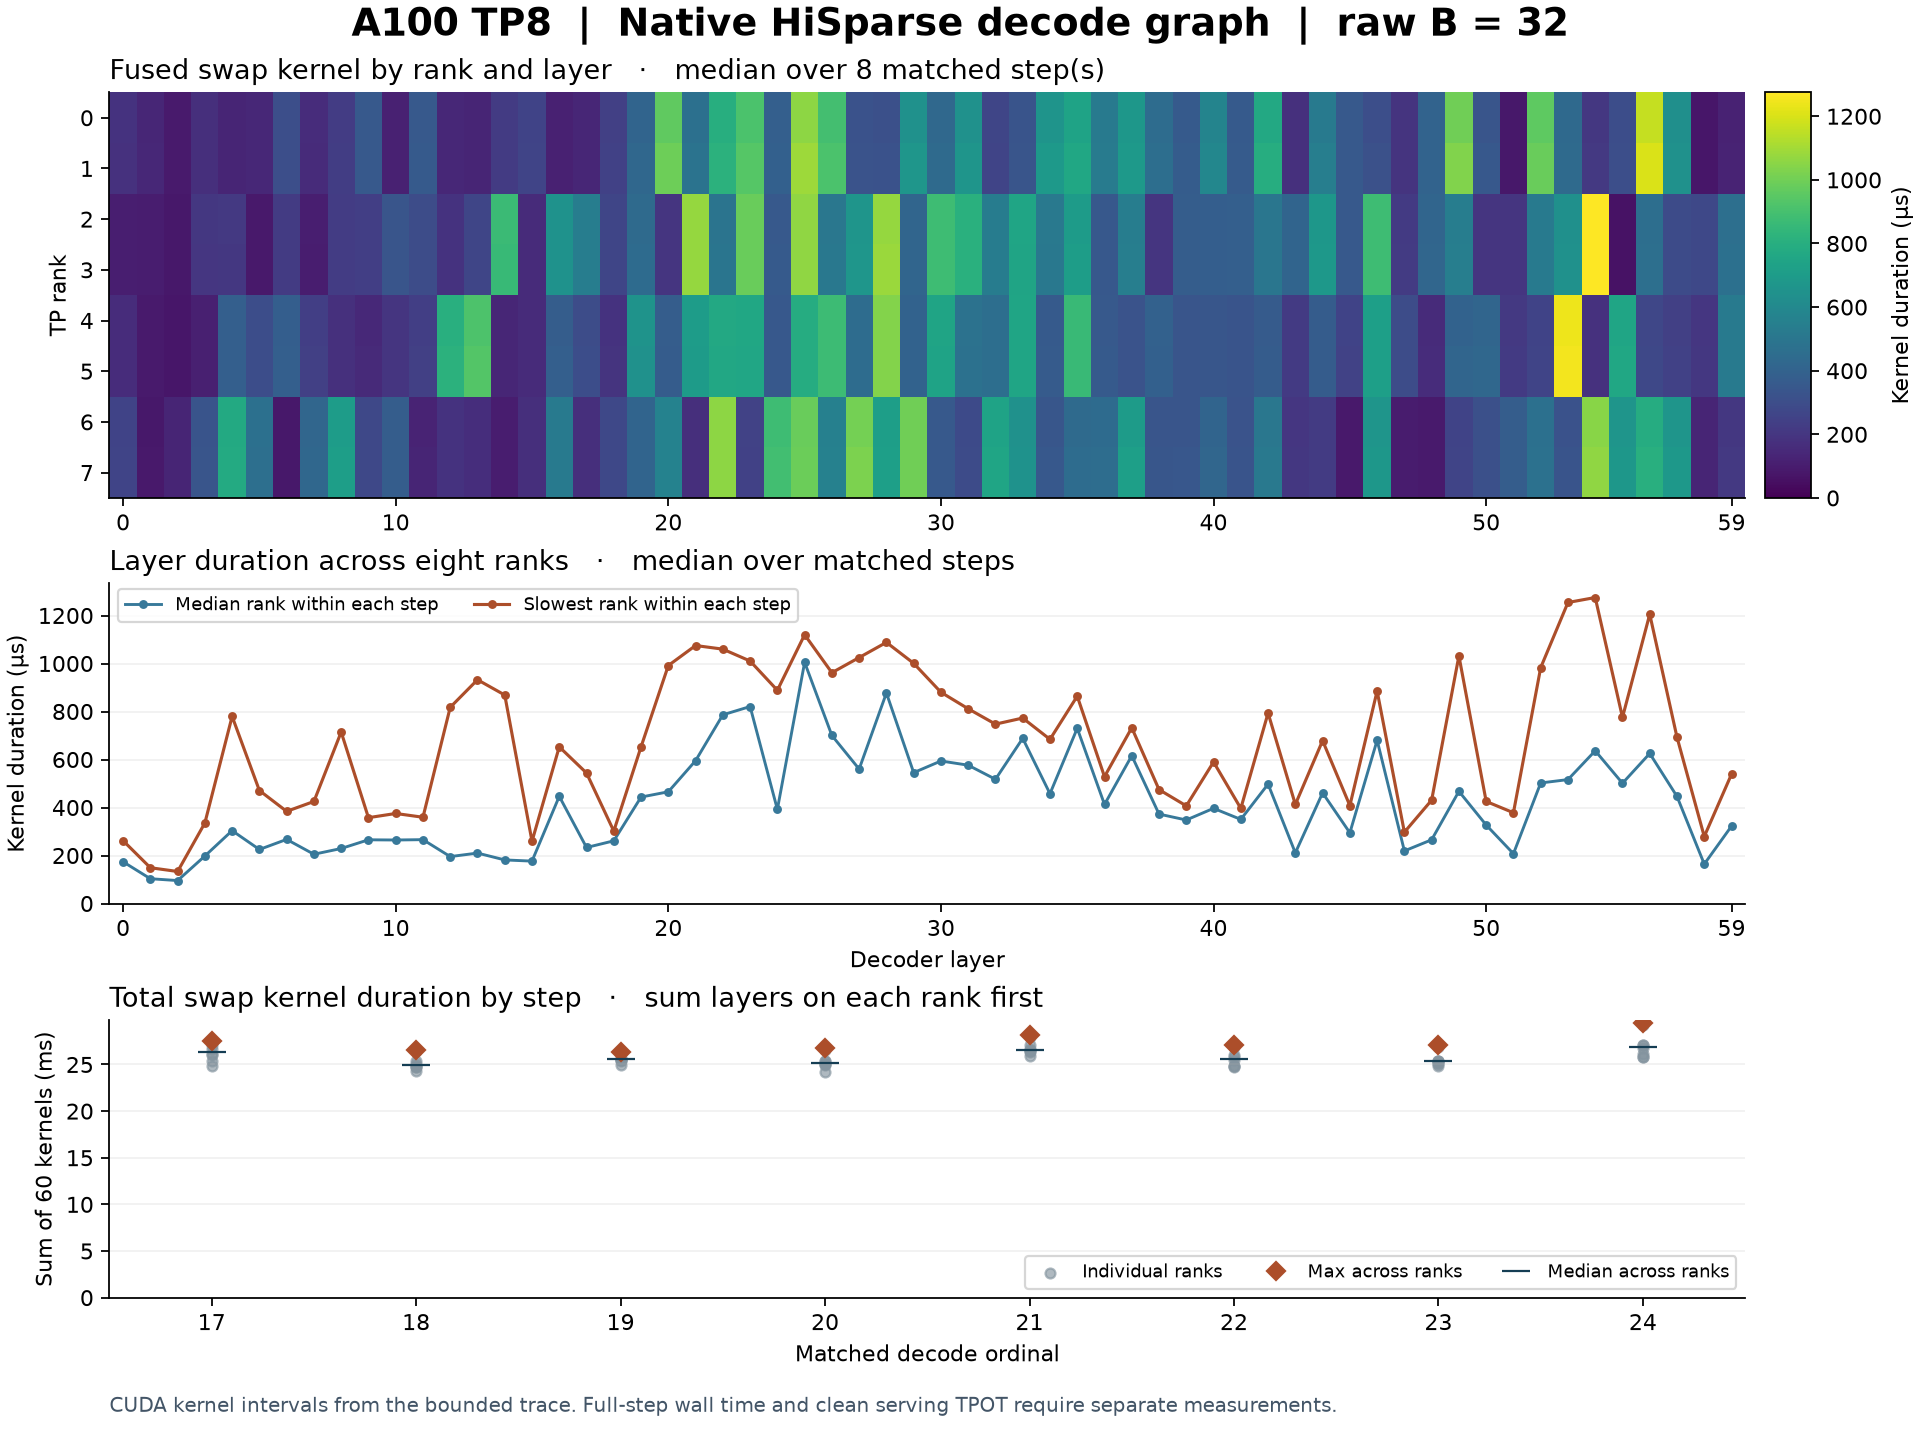 A100 TP8 | Native HiSparse decode graph | raw B = 32
Fused swap kernel by rank and layer · median over 8 matched step(s)
TP rank
0
1
2
3
4
5
6
7
0 10 20 30 40 50 59
1200
1000
800
600
400
200
0
Kernel duration (µs)
Layer duration across eight ranks · median over matched steps
Median rank within each step
Slowest rank within each step
Kernel duration (µs)
1200
1000
800
600
400
200
0
0 10 20 30 40 50 59
Decoder layer
Total swap kernel duration by step · sum layers on each rank first
Sum of 60 kernels (ms)
25
20
15
10
5
0
Individual ranks
Max across ranks
Median across ranks
17 18 19 20 21 22 23 24
Matched decode ordinal
CUDA kernel intervals from the bounded trace. Full-step wall time and clean serving TPOT require separate measurements.